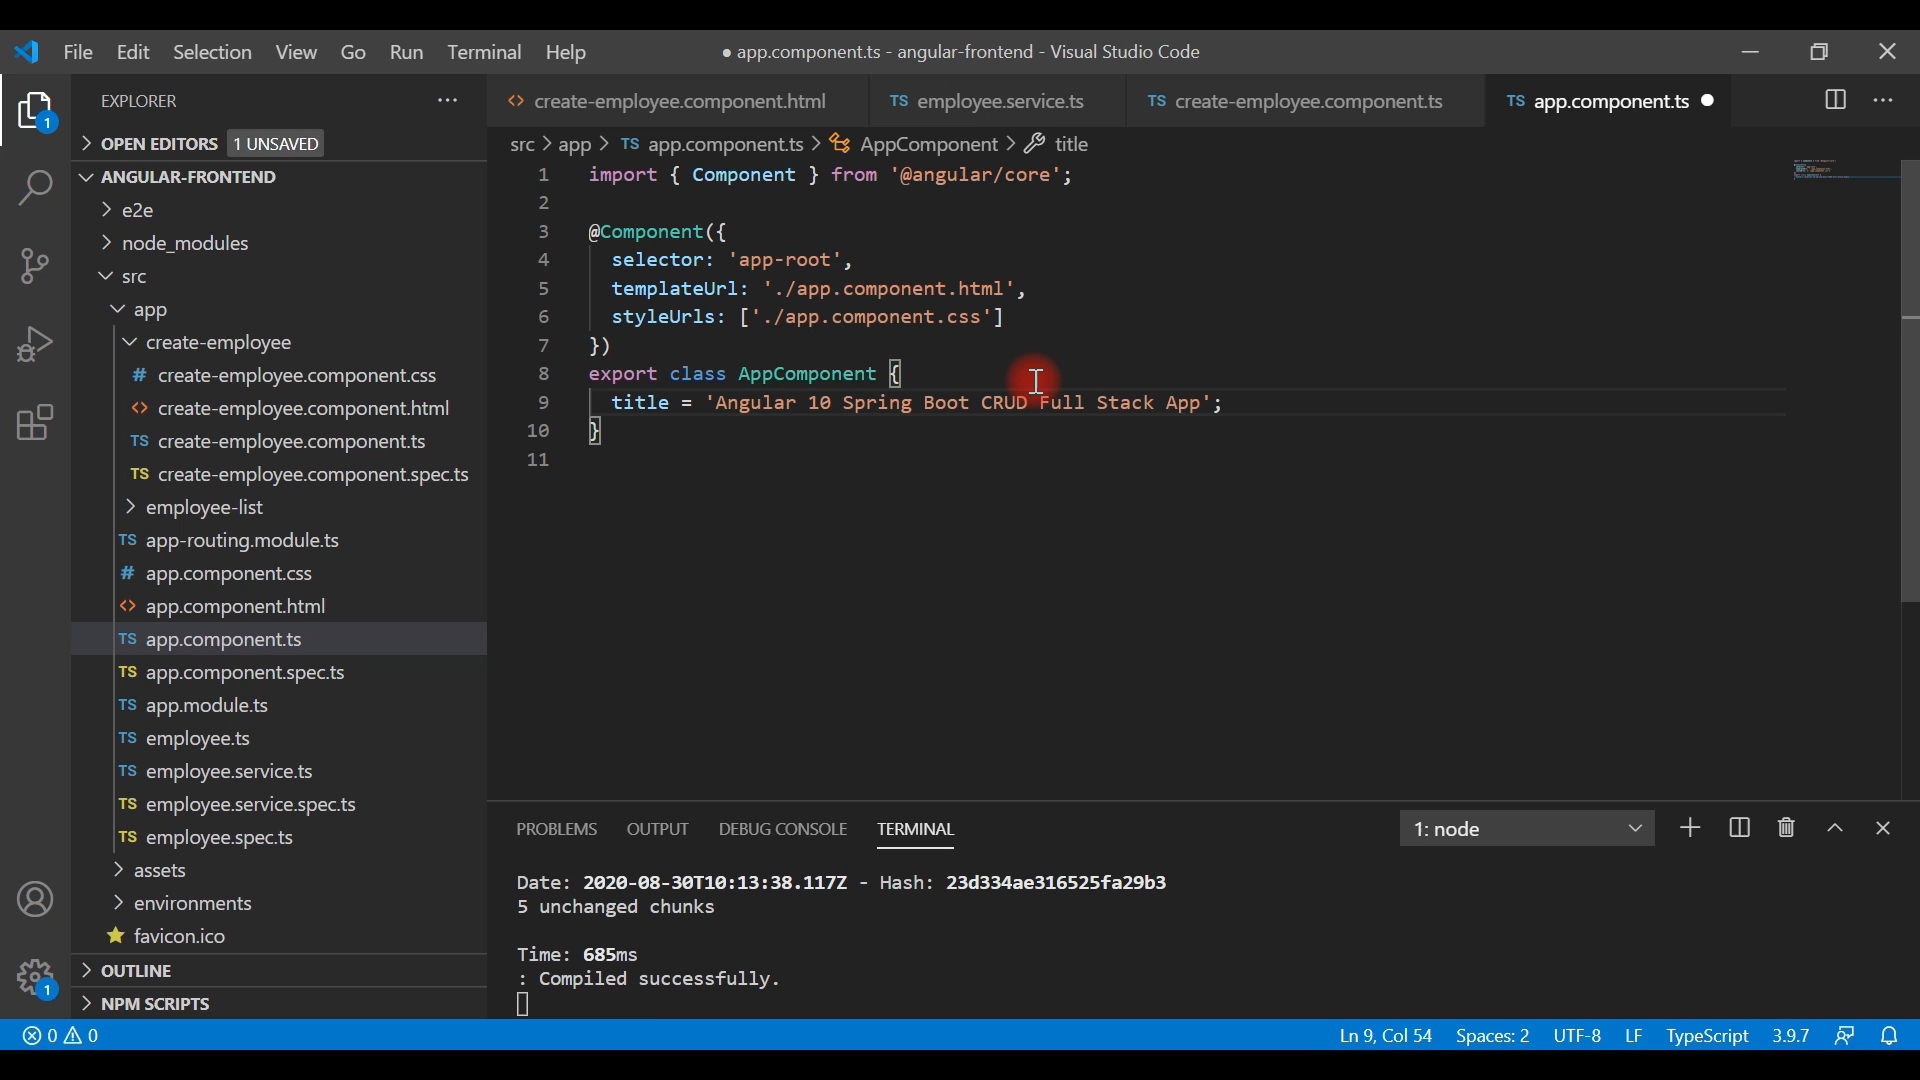 File Edit Selection View Go Run Terminal Help
● app.component.ts - angular-frontend - Visual Studio Code
EXPLORER
OPEN EDITORS 1 UNSAVED
ANGULAR-FRONTEND
e2e
node_modules
src
app
create-employee
# create-employee.component.css
<> create-employee.component.html
TS create-employee.component.ts
TS create-employee.component.spec.ts
employee-list
TS app-routing.module.ts
# app.component.css
<> app.component.html
TS app.component.ts
TS app.component.spec.ts
TS app.module.ts
TS employee.ts
TS employee.service.ts
TS employee.service.spec.ts
TS employee.spec.ts
assets
environments
favicon.ico
OUTLINE
NPM SCRIPTS
1
1
<> create-employee.component.html TS employee.service.ts TS create-employee.component.ts TS app.component.ts ●
src > app > TS app.component.ts > AppComponent > title
1 import { Component } from '@angular/core';
2
3 @Component({
4 selector: 'app-root',
5 templateUrl: './app.component.html',
6 styleUrls: ['./app.component.css']
7 })
8 export class AppComponent {
9 title = 'Angular 10 Spring Boot CRUD Full Stack App';
10 }
11
PROBLEMS OUTPUT DEBUG CONSOLE TERMINAL 1: node
Date: 2020-08-30T10:13:38.117Z - Hash: 23d334ae316525fa29b3
5 unchanged chunks
Time: 685ms
: Compiled successfully.
0 0 Ln 9, Col 54 Spaces: 2 UTF-8 LF TypeScript 3.9.7